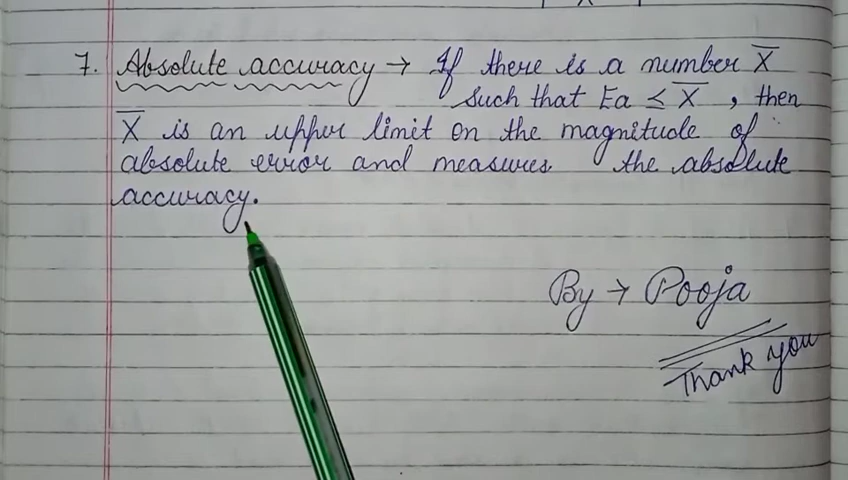 7. Absolute accuracy → If there is a number X̅
such that Ea ≤ X̅ , then
X̅ is an upper limit on the magnitude of
absolute error and measures the absolute
accuracy.
By → Pooja
Thank you